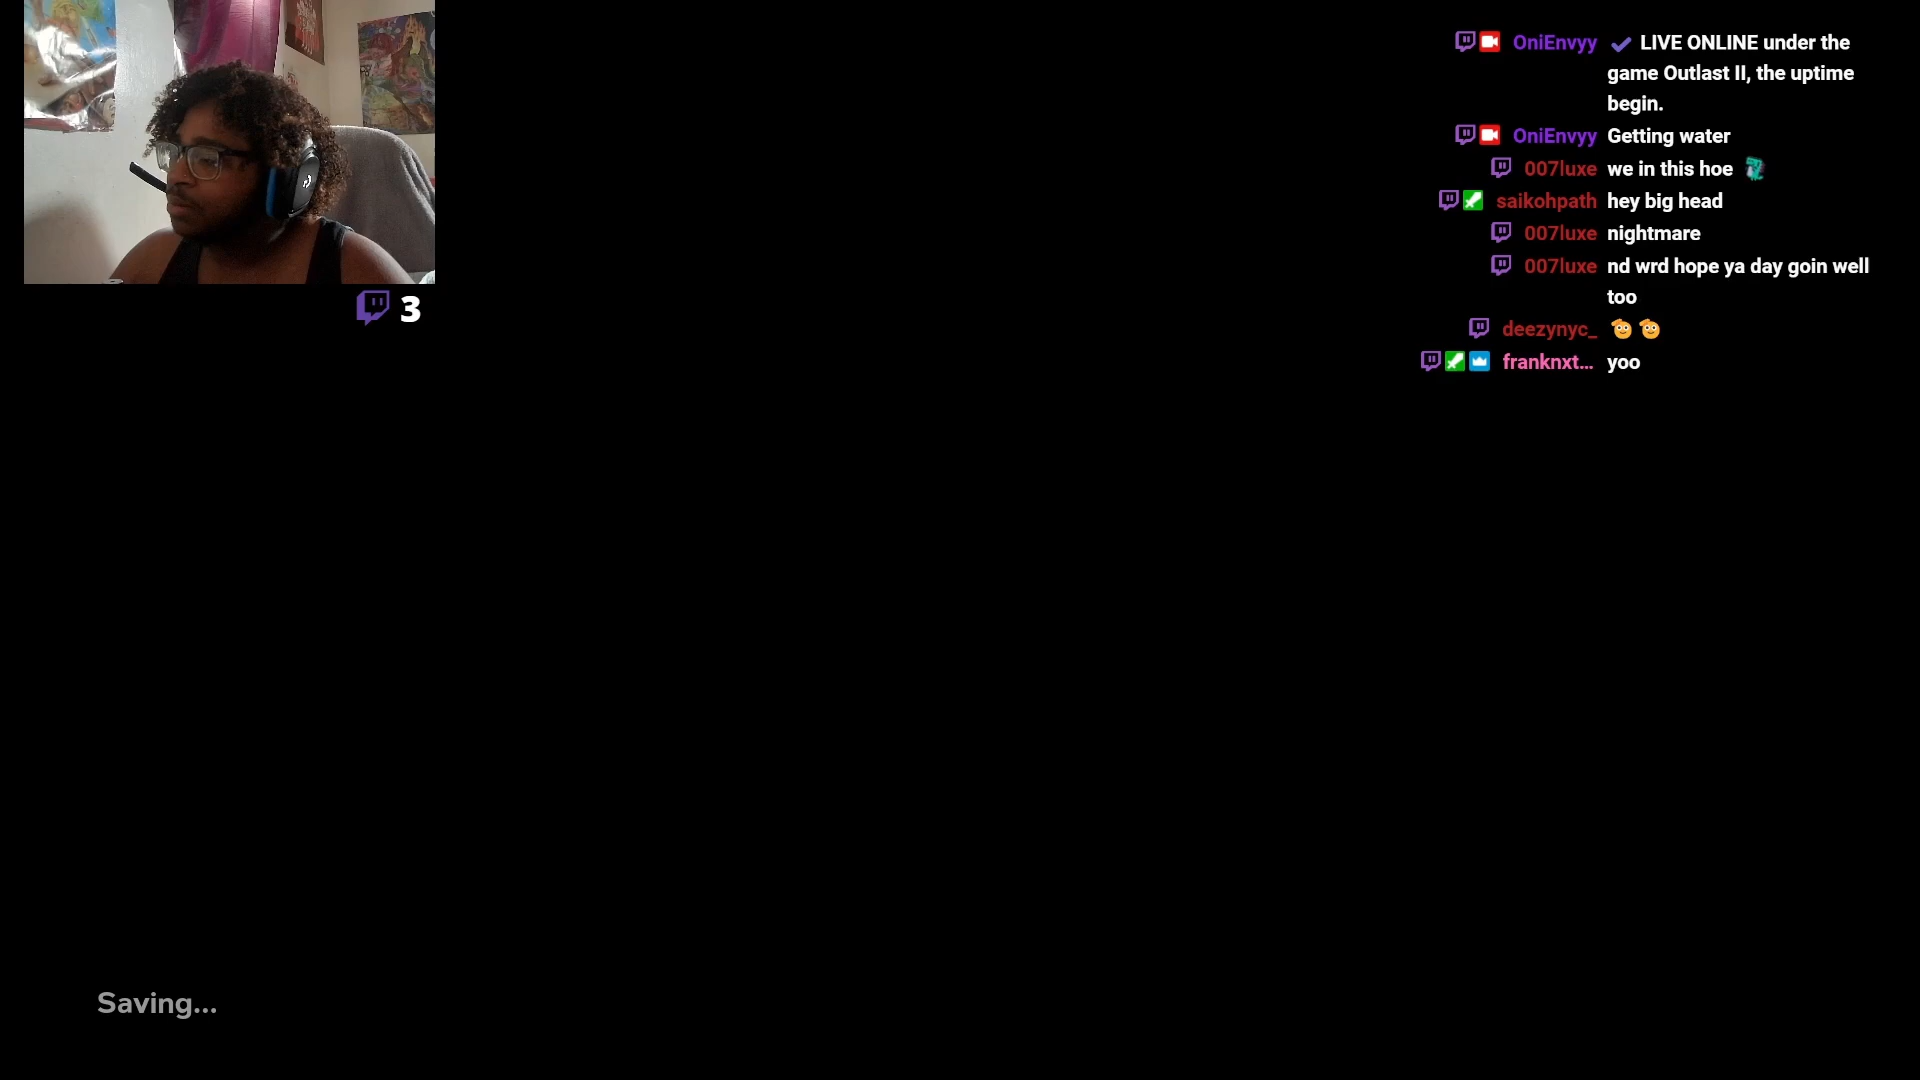 OniEnvyy LIVE ONLINE under the
game Outlast II, the uptime
begin.
OniEnvyy Getting water
007luxe we in this hoe
saikohpath hey big head
007luxe nightmare
007luxe nd wrd hope ya day goin well
too
deezynyc_
franknxt... yoo
3
Saving...